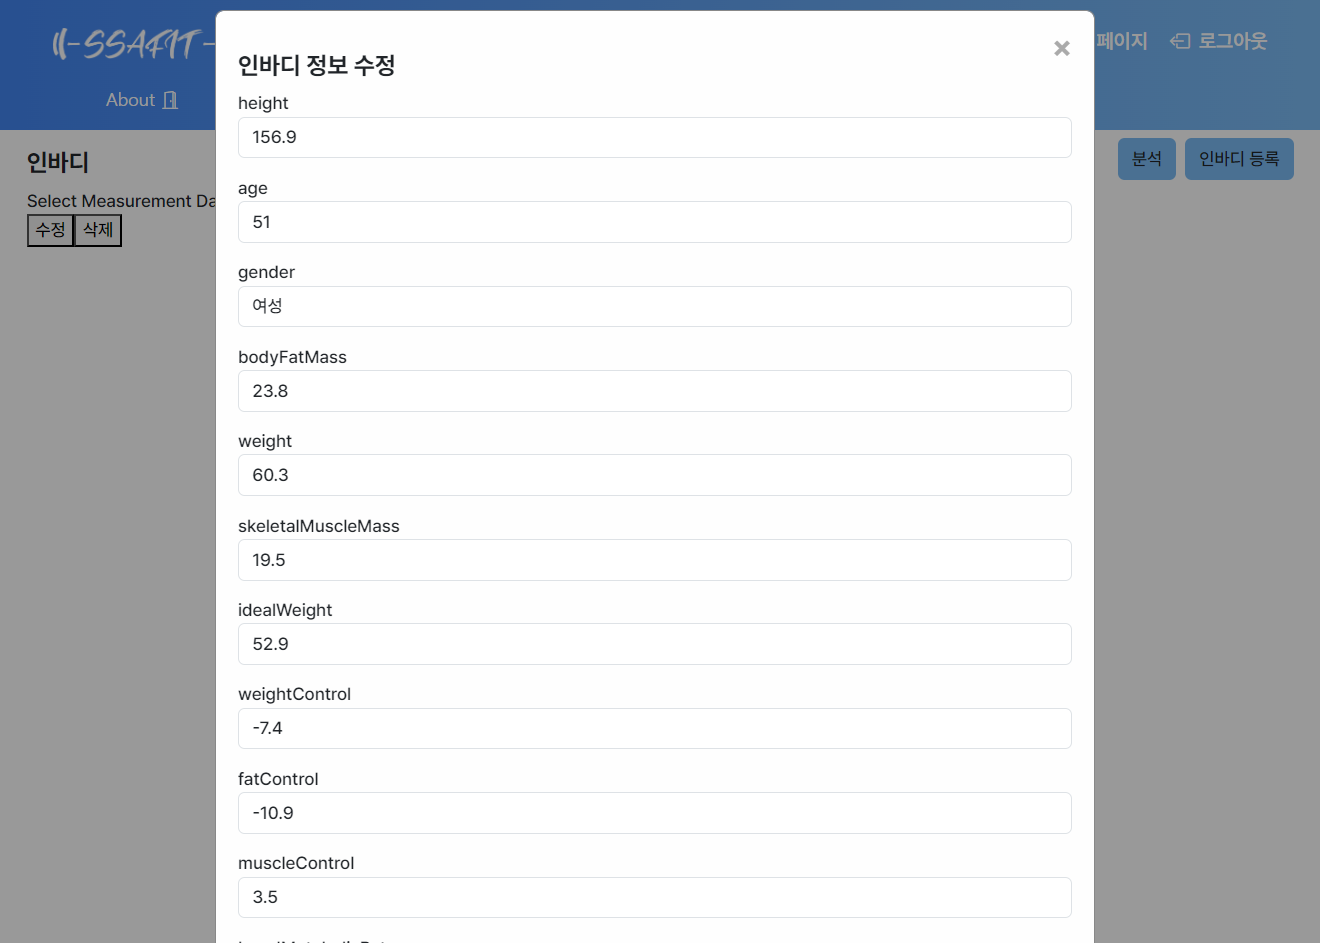 SSAFIT
페이지
로그아웃
About
인바디
분석
인바디 등록
Select Measurement Da
수정
삭제
인바디 정보 수정
×
height
156.9
age
51
gender
여성
bodyFatMass
23.8
weight
60.3
skeletalMuscleMass
19.5
idealWeight
52.9
weightControl
-7.4
fatControl
-10.9
muscleControl
3.5